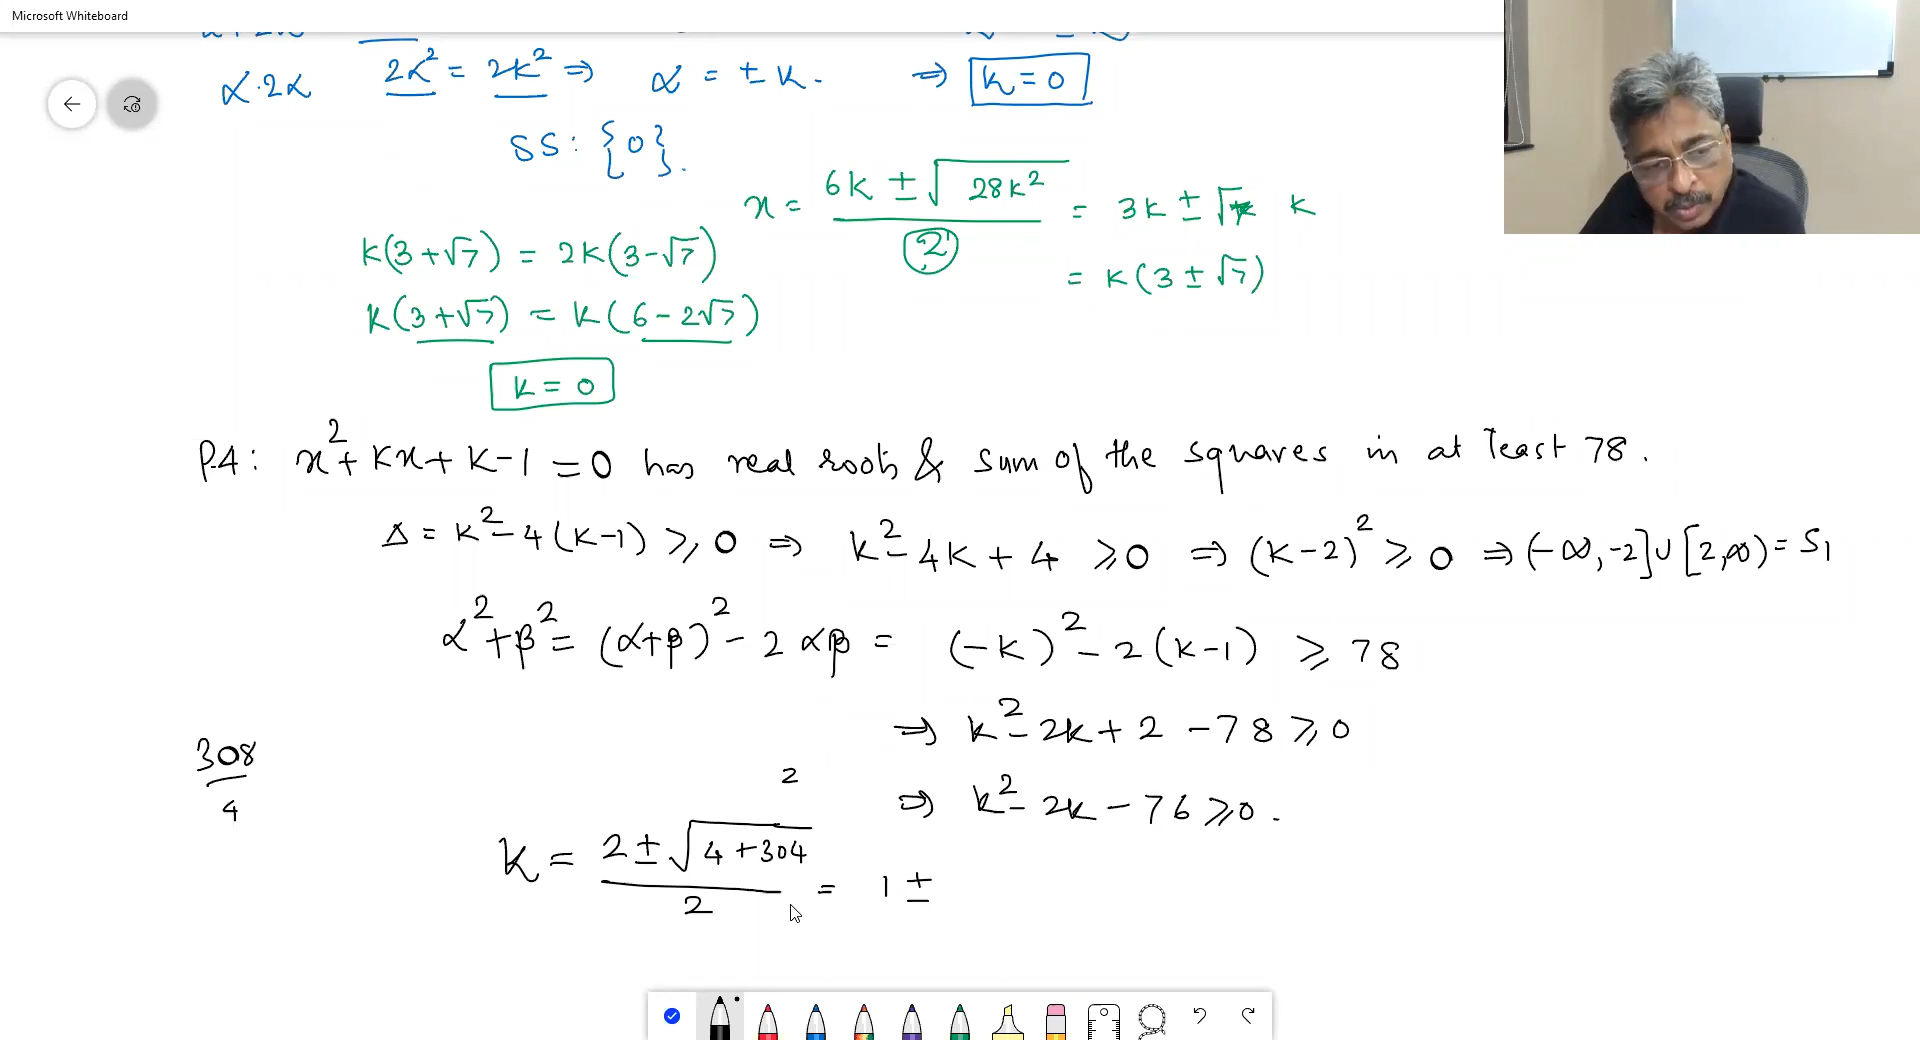 Microsoft Whiteboard
α·2α 2α² = 2k² ⇒ α = ± k. ⇒ k = 0
SS: {0}.
x = (6k ± √28k²)/2 = 3k ± √7 k
k(3+√7) = 2k(3-√7)
= k(3 ± √7)
k(3+√7) = k(6-2√7)
k = 0
P.4: x² + kx + k-1 = 0 has real roots & sum of the squares in at least 78.
Δ = k² - 4(k-1) ≥ 0 ⇒ k² - 4k + 4 ≥ 0 ⇒ (k-2)² ≥ 0 ⇒ (-∞, -2] ∪ [2, ∞) = S₁
α² + β² = (α+β)² - 2αβ = (-k)² - 2(k-1) ≥ 78
⇒ k² - 2k + 2 - 78 ≥ 0
308/4
2
⇒ k² - 2k - 76 ≥ 0.
k = (2 ± √4+304)/2 = 1 ±